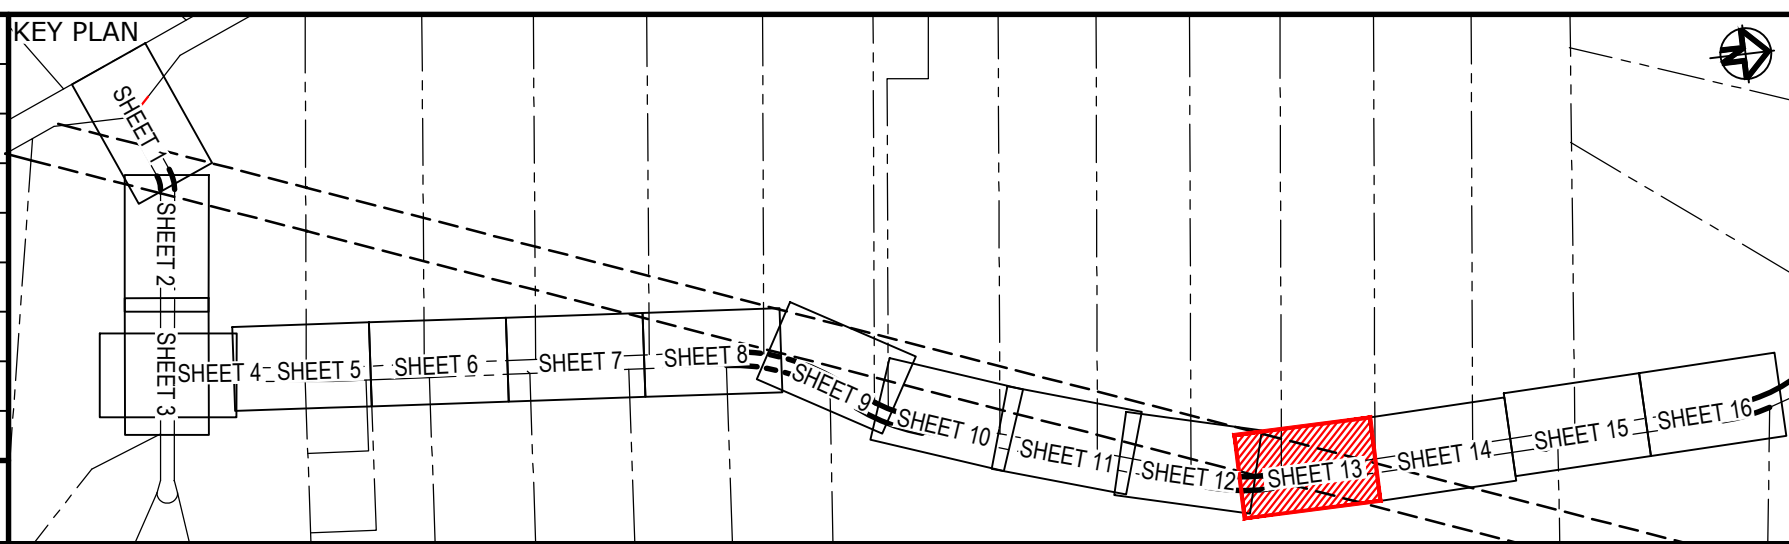 KEY PLAN
N
SHEET 1
SHEET 2
SHEET 3
SHEET 4
SHEET 5
SHEET 6
SHEET 7
SHEET 8
SHEET 9
SHEET 10
SHEET 11
SHEET 12
SHEET 13
SHEET 14
SHEET 15
SHEET 16